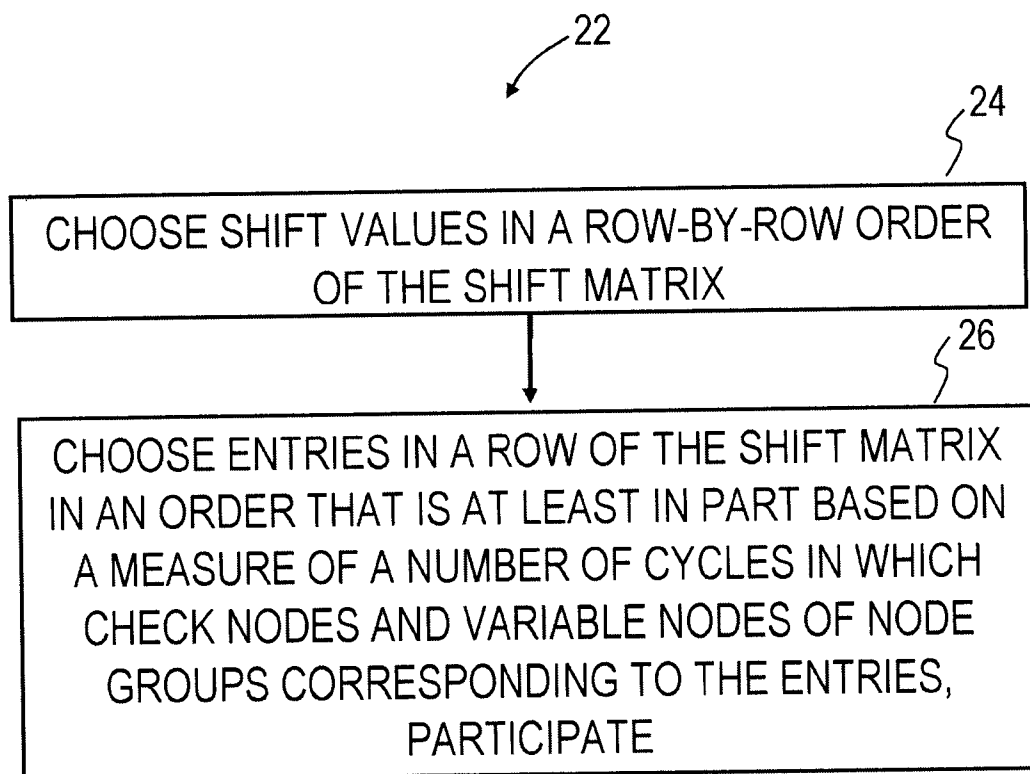 22
24
CHOOSE SHIFT VALUES IN A ROW-BY-ROW ORDER
OF THE SHIFT MATRIX
26
CHOOSE ENTRIES IN A ROW OF THE SHIFT MATRIX
IN AN ORDER THAT IS AT LEAST IN PART BASED ON
A MEASURE OF A NUMBER OF CYCLES IN WHICH
CHECK NODES AND VARIABLE NODES OF NODE
GROUPS CORRESPONDING TO THE ENTRIES,
PARTICIPATE